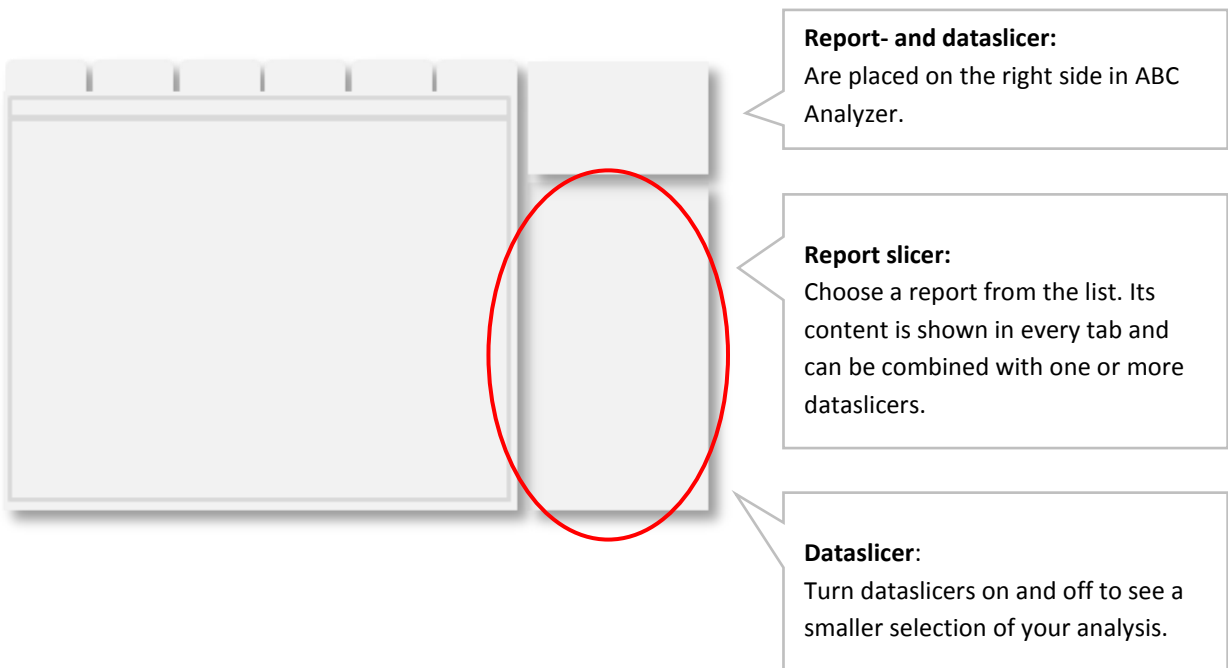 Report- and dataslicer:
Are placed on the right side in ABC
Analyzer.
Report slicer:
Choose a report from the list. Its
content is shown in every tab and
can be combined with one or more
dataslicers.
Dataslicer:
Turn dataslicers on and off to see a
smaller selection of your analysis.